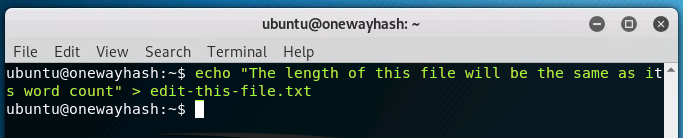 ubuntu@onewayhash: ~
File Edit View Search Terminal Help
ubuntu@onewayhash:~$ echo "The length of this file will be the same as it
s word count" > edit-this-file.txt
ubuntu@onewayhash:~$